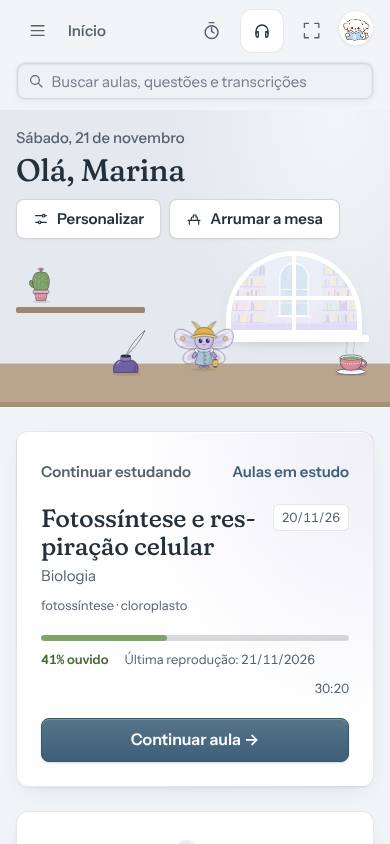 Início
Buscar aulas, questões e transcrições
Sábado, 21 de novembro
Olá, Marina
Personalizar
Arrumar a mesa
Continuar estudando
Aulas em estudo
Fotossíntese e res-
piração celular
20/11/26
Biologia
fotossíntese · cloroplasto
41% ouvido
Última reprodução: 21/11/2026
30:20
Continuar aula →